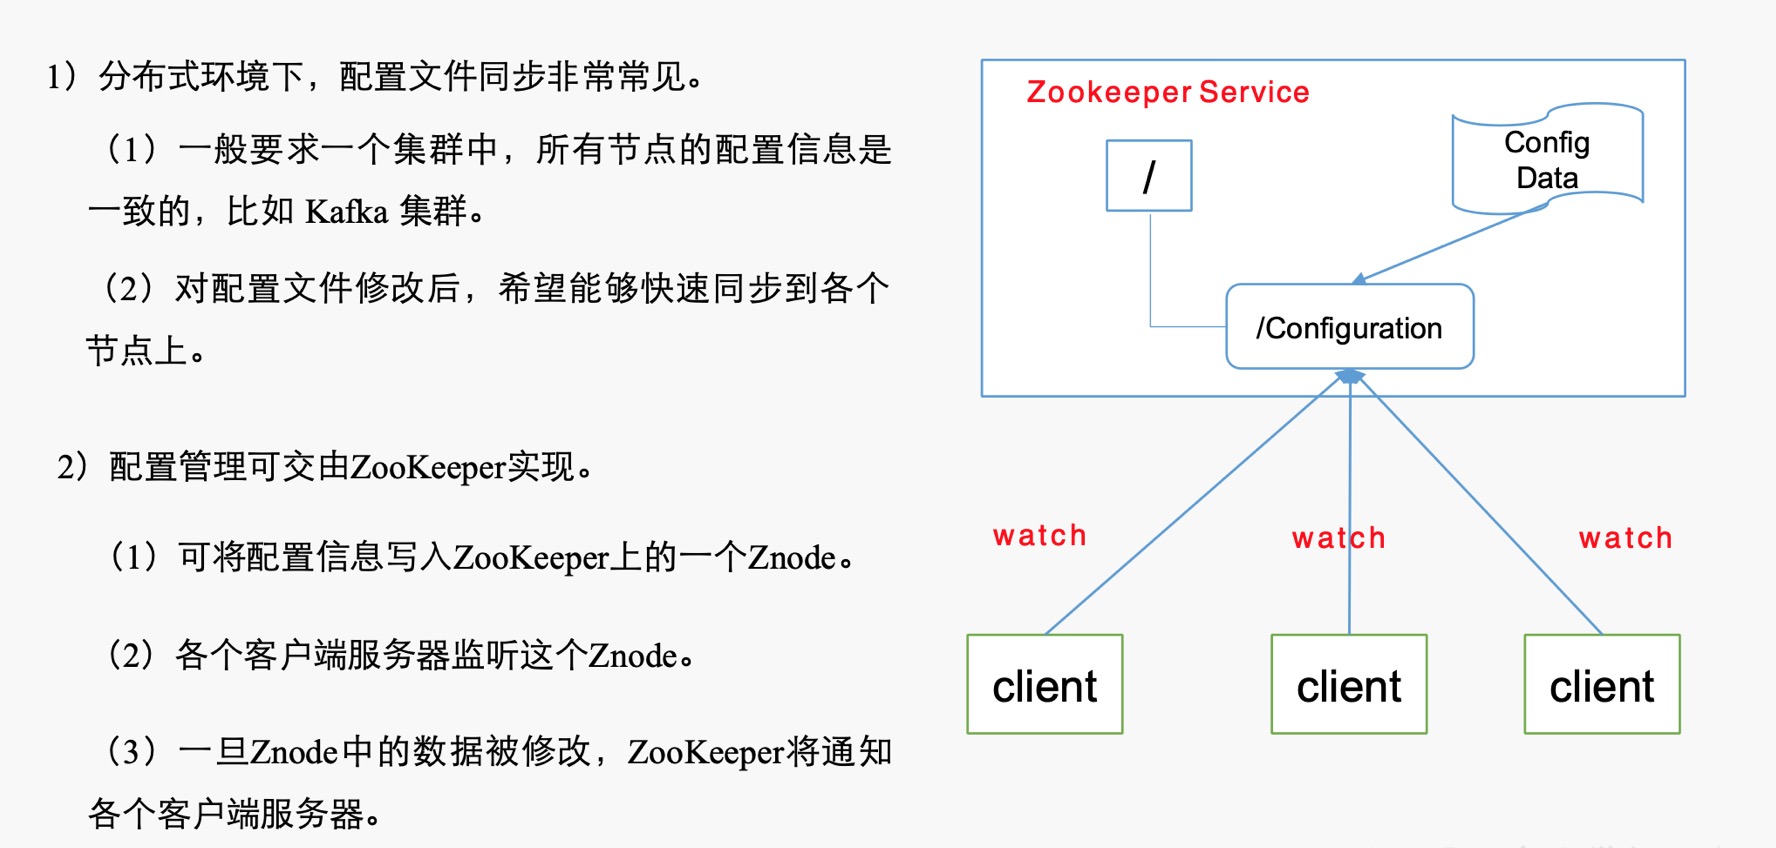 1）分布式环境下，配置文件同步非常常见。
（1）一般要求一个集群中，所有节点的配置信息是
一致的，比如 Kafka 集群。
（2）对配置文件修改后，希望能够快速同步到各个
节点上。
2）配置管理可交由ZooKeeper实现。
（1）可将配置信息写入ZooKeeper上的一个Znode。
（2）各个客户端服务器监听这个Znode。
（3）一旦Znode中的数据被修改，ZooKeeper将通知
各个客户端服务器。
Zookeeper Service
/
Config
Data
/Configuration
watch
watch
watch
client
client
client